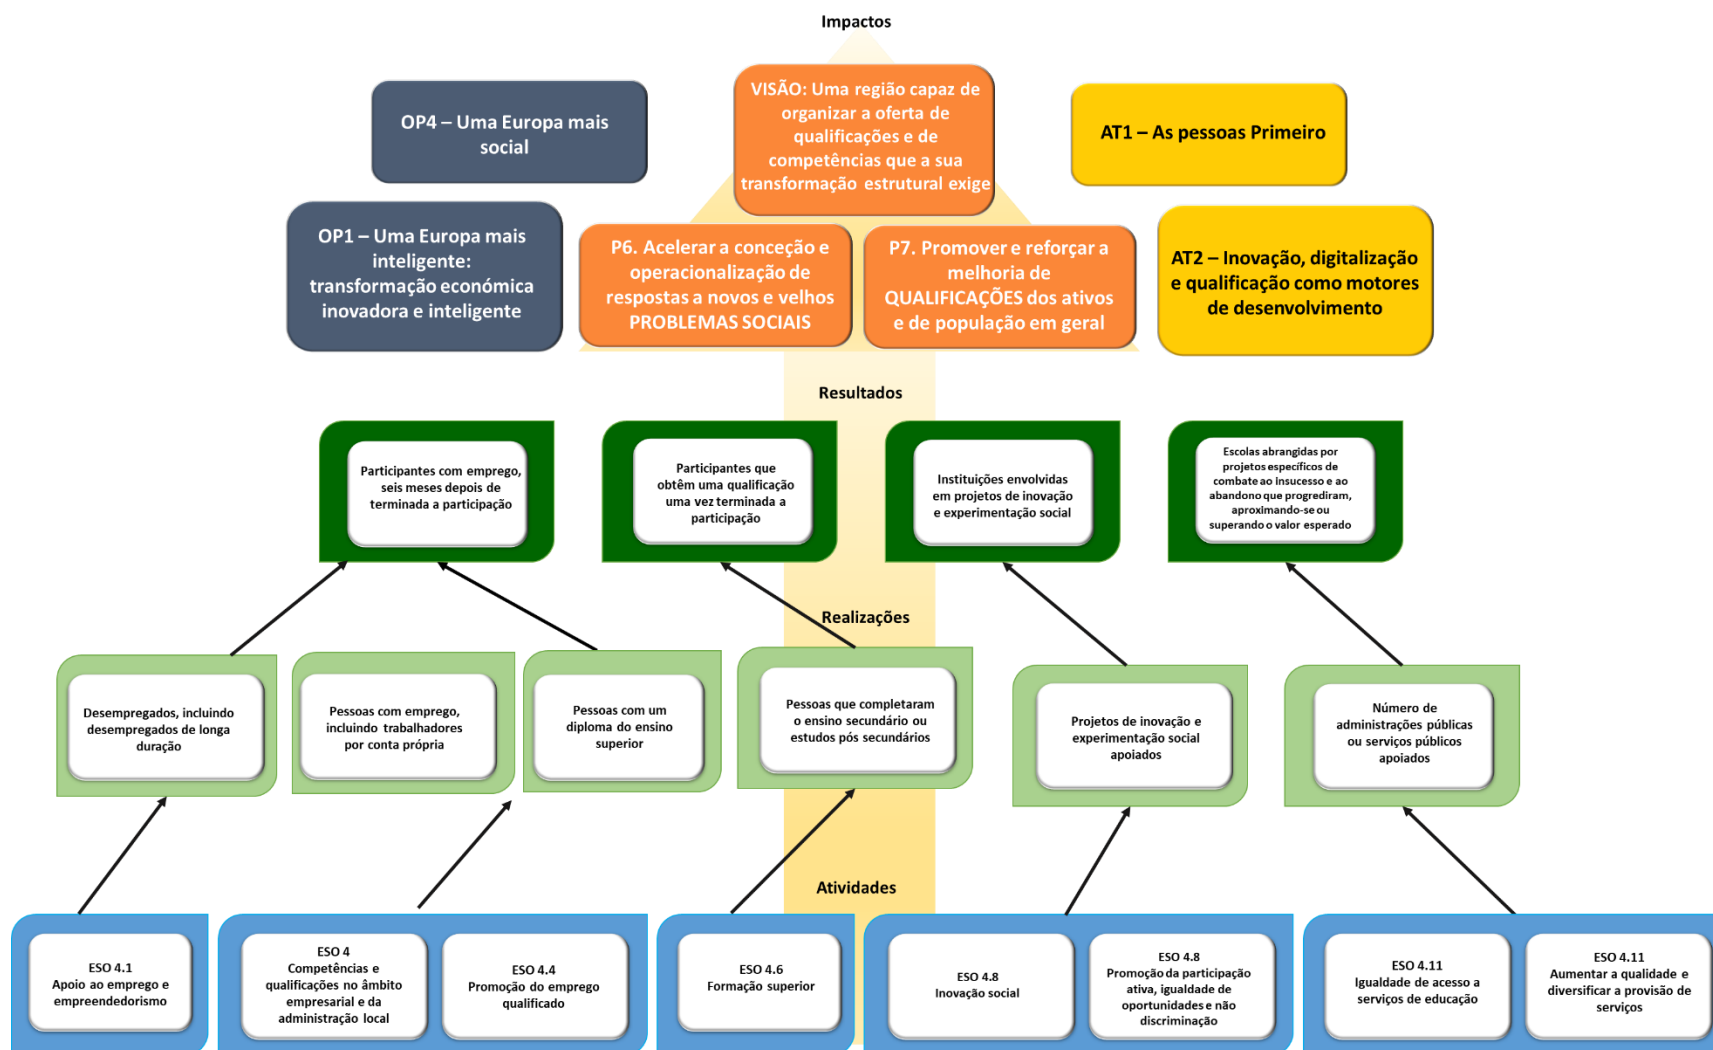 Impactos
OP4 – Uma Europa mais
social
VISÃO: Uma região capaz de
organizar a oferta de
qualificações e de
competências que a sua
transformação estrutural exige
AT1 – As pessoas Primeiro
OP1 – Uma Europa mais
inteligente:
transformação económica
inovadora e inteligente
P6. Acelerar a conceção e
operacionalização de
respostas a novos e velhos
PROBLEMAS SOCIAIS
P7. Promover e reforçar a
melhoria de
QUALIFICAÇÕES dos ativos
e de população em geral
AT2 – Inovação, digitalização
e qualificação como motores
de desenvolvimento
Resultados
Participantes com emprego,
seis meses depois de
terminada a participação
Participantes que
obtêm uma qualificação
uma vez terminada a
participação
Instituições envolvidas
em projetos de inovação
e experimentação social
Escolas abrangidas por
projetos específicos de
combate ao insucesso e ao
abandono que progrediram,
aproximando-se ou
superando o valor esperado
Realizações
Desempregados, incluindo
desempregados de longa
duração
Pessoas com emprego,
incluindo trabalhadores
por conta própria
Pessoas com um
diploma do ensino
superior
Pessoas que completaram
o ensino secundário ou
estudos pós secundários
Projetos de inovação e
experimentação social
apoiados
Número de
administrações públicas
ou serviços públicos
apoiados
Atividades
ESO 4.1
Apoio ao emprego e
empreendedorismo
ESO 4
Competências e
qualificações no âmbito
empresarial e da
administração local
ESO 4.4
Promoção do emprego
qualificado
ESO 4.6
Formação superior
ESO 4.8
Inovação social
ESO 4.8
Promoção da participação
ativa, igualdade de
oportunidades e não
discriminação
ESO 4.11
Igualdade de acesso a
serviços de educação
ESO 4.11
Aumentar a qualidade e
diversificar a provisão de
serviços